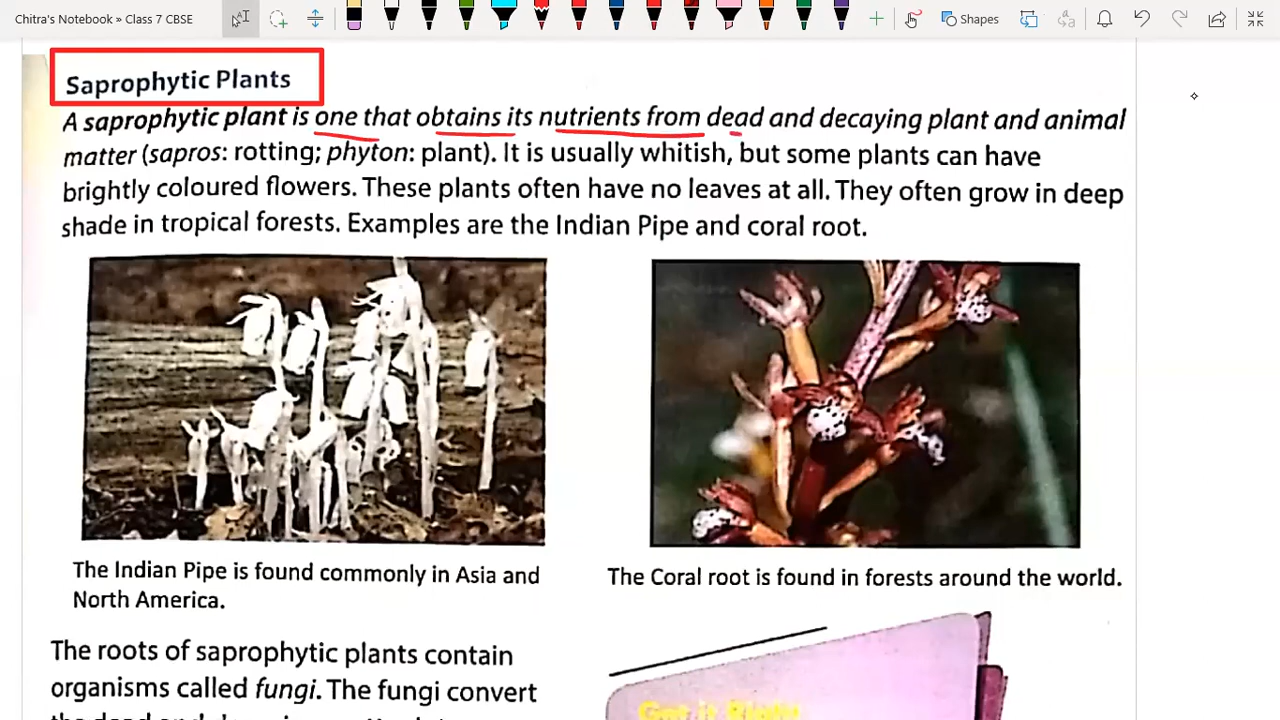 Chitra's Notebook » Class 7 CBSE
Shapes
Saprophytic Plants
A saprophytic plant is one that obtains its nutrients from dead and decaying plant and animal
matter (sapros: rotting; phyton: plant). It is usually whitish, but some plants can have
brightly coloured flowers. These plants often have no leaves at all. They often grow in deep
shade in tropical forests. Examples are the Indian Pipe and coral root.
The Indian Pipe is found commonly in Asia and
North America.
The Coral root is found in forests around the world.
The roots of saprophytic plants contain
organisms called fungi. The fungi convert
Get it Right